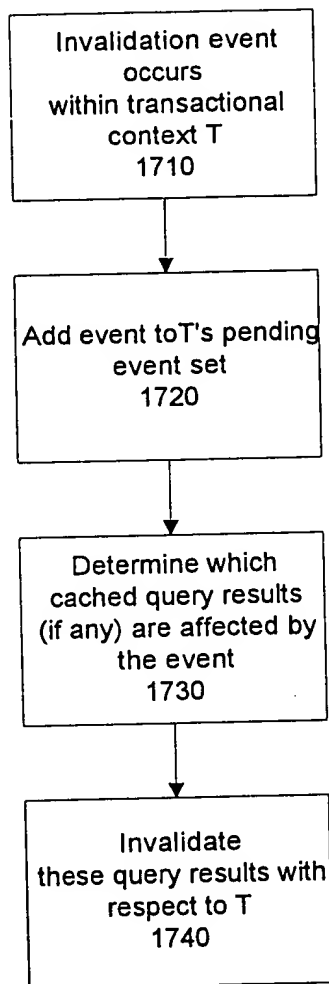 Invalidation event
occurs
within transactional
context T
1710
Add event toT's pending
event set
1720
Determine which
cached query results
(if any) are affected by
the event
1730
Invalidate
these query results with
respect to T
1740